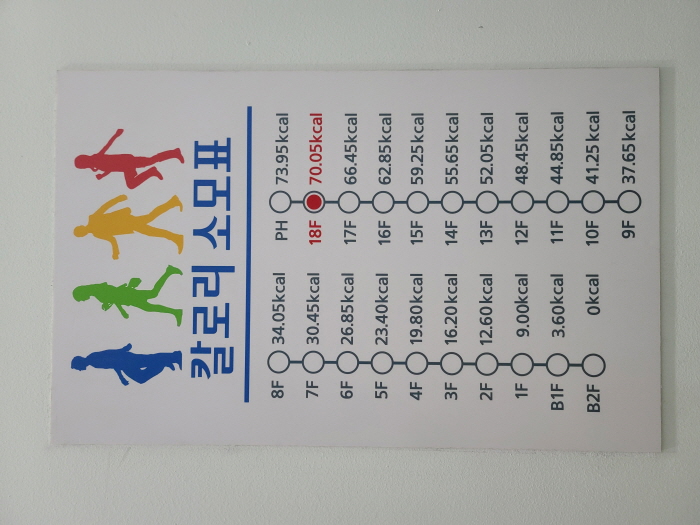 칼로리 소모표
8F 34.05kcal
7F 30.45kcal
6F 26.85kcal
5F 23.40kcal
4F 19.80kcal
3F 16.20kcal
2F 12.60kcal
1F 9.00kcal
B1F 3.60kcal
B2F 0kcal
PH 73.95kcal
18F 70.05kcal
17F 66.45kcal
16F 62.85kcal
15F 59.25kcal
14F 55.65kcal
13F 52.05kcal
12F 48.45kcal
11F 44.85kcal
10F 41.25kcal
9F 37.65kcal